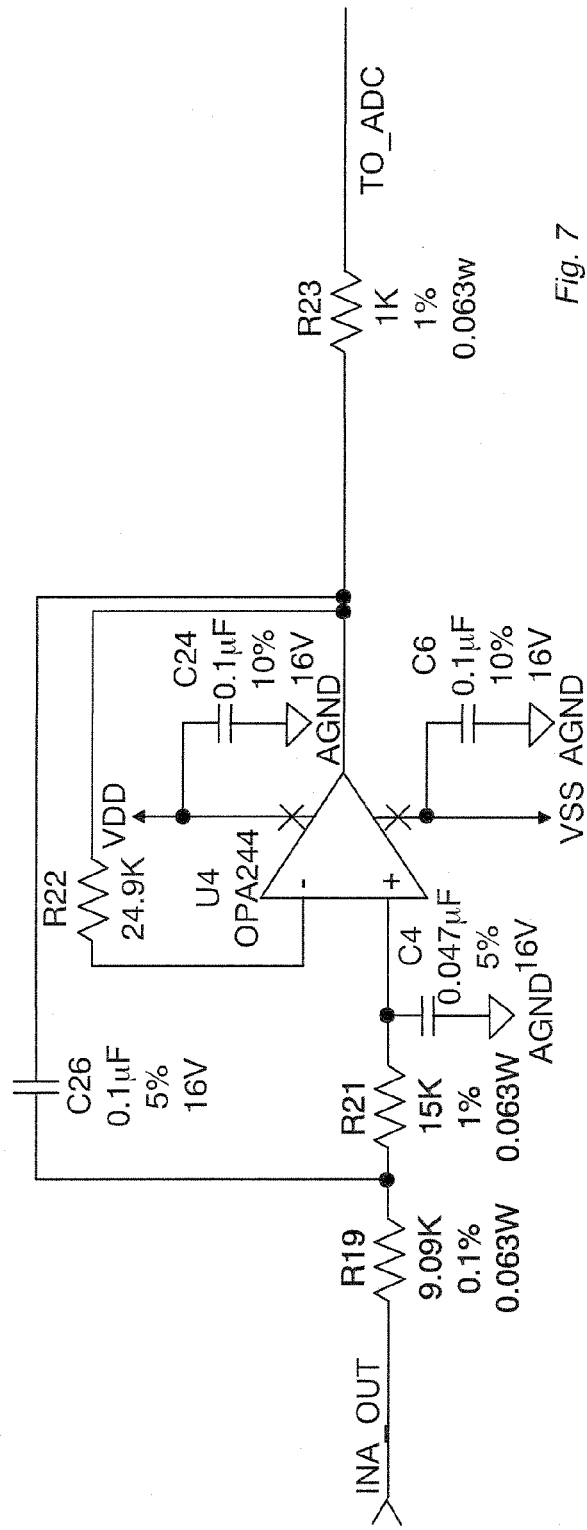 C26
0.1µF
5%
16V
R22
24.9K
VDD
C24
0.1µF
10%
16V
AGND
U4
OPA244
-
+
INA_OUT
R19
9.09K
0.1%
0.063W
R21
15K
1%
0.063W
C4
0.047µF
5%
16V
AGND
C6
0.1µF
10%
16V
VSS AGND
R23
1K
1%
0.063w
TO_ADC
Fig. 7